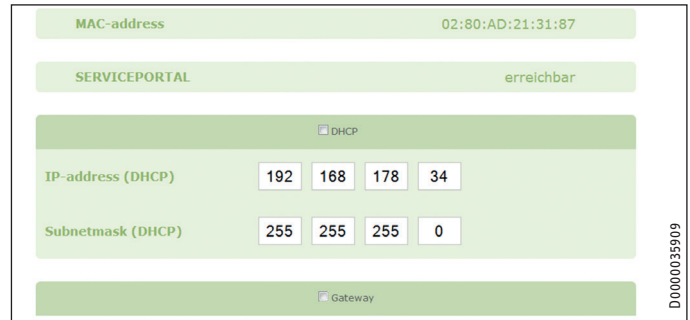 MAC-address 02:80:AD:21:31:87
SERVICEPORTAL erreichbar
DHCP
IP-address (DHCP) 192 168 178 34
Subnetmask (DHCP) 255 255 255 0
Gateway
D0000035909